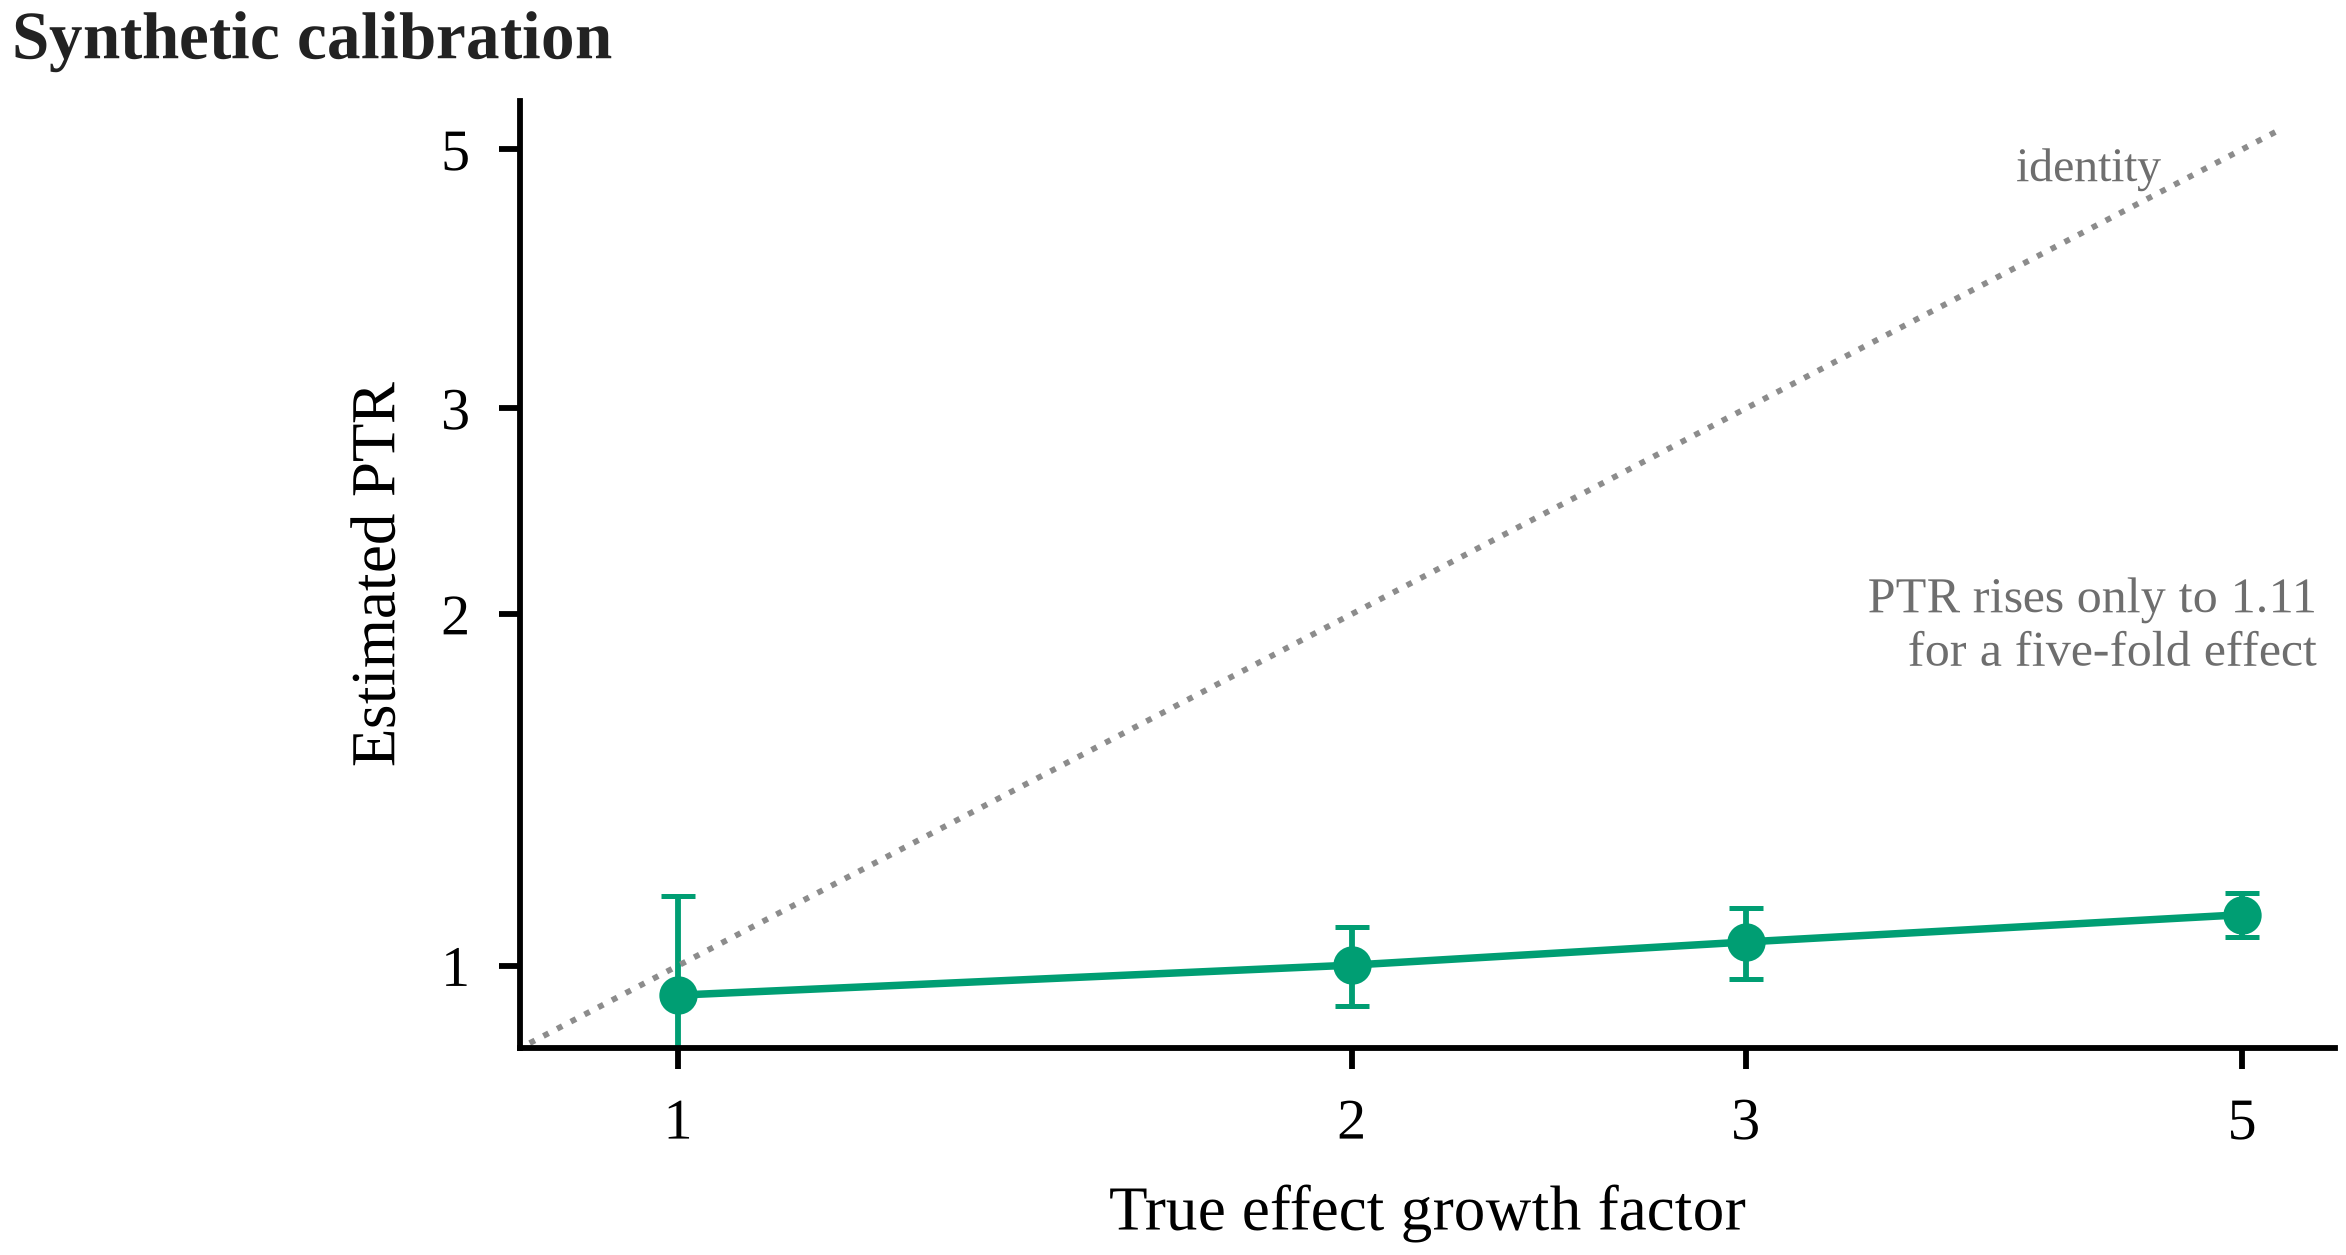 Synthetic calibration
5
identity
3
Estimated PTR
2
PTR rises only to 1.11
for a five-fold effect
1
1 2 3 5
True effect growth factor